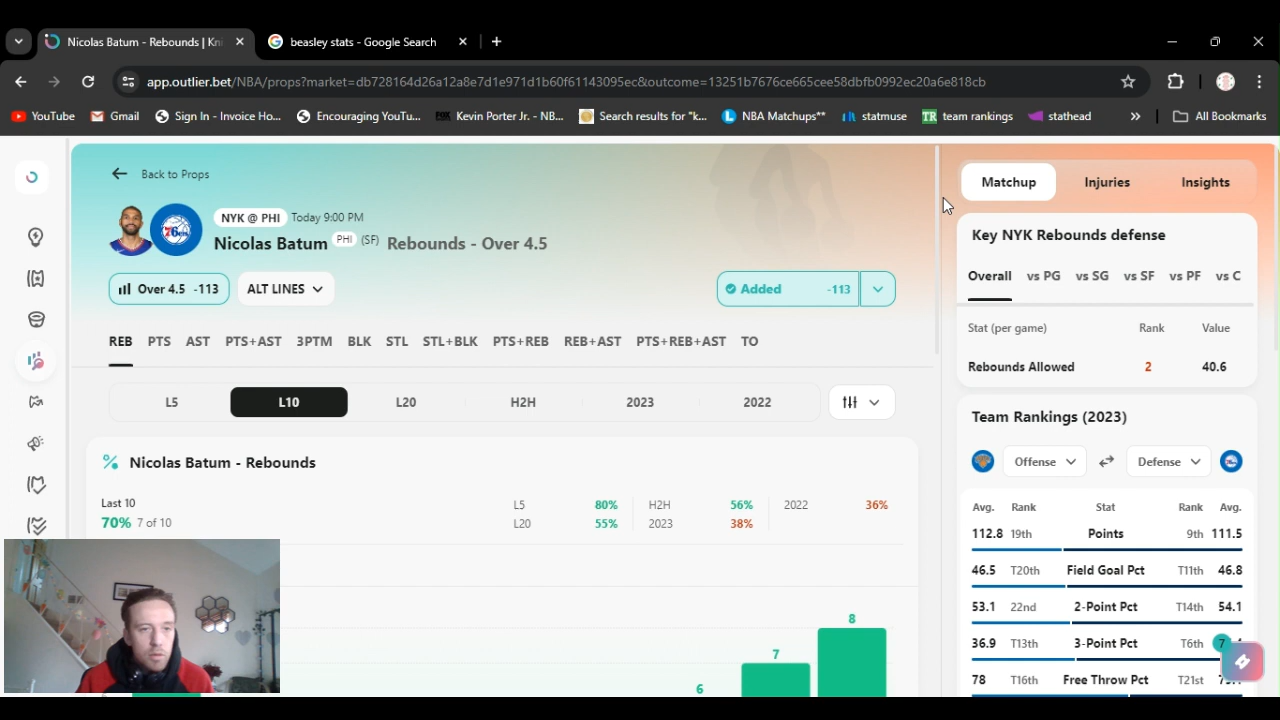 Nicolas Batum - Rebounds | Kni
beasley stats - Google Search
app.outlier.bet/NBA/props?market=db728164d26a12a8e7d1e971d1b60f61143095ec&outcome=13251b7676ce665cee58dbfb0992ec20a6e818cb
YouTube
Gmail
Sign In - Invoice Ho...
Encouraging YouTu...
Kevin Porter Jr. - NB...
Search results for "k...
NBA Matchups**
statmuse
team rankings
stathead
All Bookmarks
Back to Props
NYK @ PHI Today 9:00 PM
Nicolas Batum PHI (SF) Rebounds - Over 4.5
Over 4.5 -113
ALT LINES
Added -113
REB PTS AST PTS+AST 3PTM BLK STL STL+BLK PTS+REB REB+AST PTS+REB+AST TO
L5 L10 L20 H2H 2023 2022
Nicolas Batum - Rebounds
Last 10
70% 7 of 10
L5 80% H2H 56% 2022 36%
L20 55% 2023 38%
8
7
6
Matchup Injuries Insights
Key NYK Rebounds defense
Overall vs PG vs SG vs SF vs PF vs C
Stat (per game) Rank Value
Rebounds Allowed 2 40.6
Team Rankings (2023)
Offense Defense
Avg. Rank Stat Rank Avg.
112.8 19th Points 9th 111.5
46.5 T20th Field Goal Pct T11th 46.8
53.1 22nd 2-Point Pct T14th 54.1
36.9 T13th 3-Point Pct T6th
7
78 T16th Free Throw Pct T21st